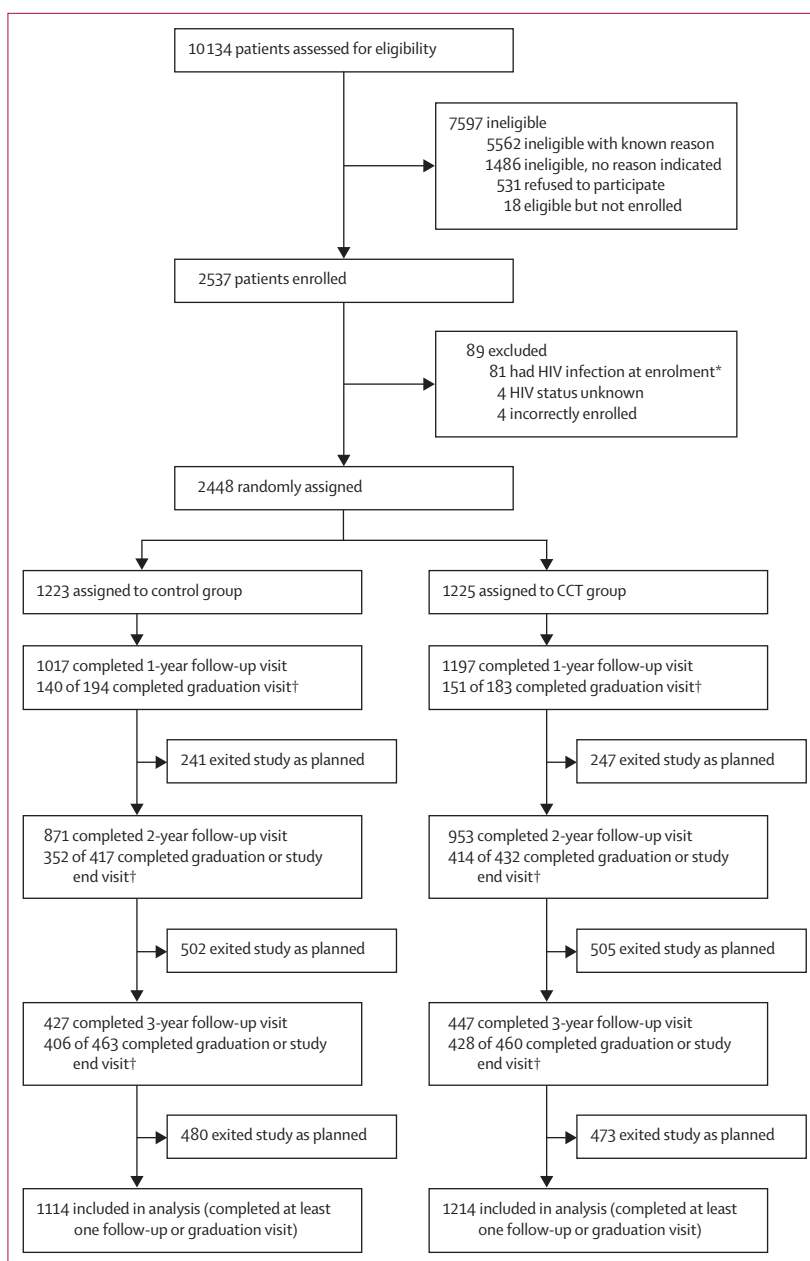 10134 patients assessed for eligibility
7597 ineligible
5562 ineligible with known reason
1486 ineligible, no reason indicated
531 refused to participate
18 eligible but not enrolled
2537 patients enrolled
89 excluded
81 had HIV infection at enrolment*
4 HIV status unknown
4 incorrectly enrolled
2448 randomly assigned
1223 assigned to control group
1225 assigned to CCT group
1017 completed 1-year follow-up visit
140 of 194 completed graduation visit†
1197 completed 1-year follow-up visit
151 of 183 completed graduation visit†
241 exited study as planned
247 exited study as planned
871 completed 2-year follow-up visit
352 of 417 completed graduation or study
end visit†
953 completed 2-year follow-up visit
414 of 432 completed graduation or study
end visit†
502 exited study as planned
505 exited study as planned
427 completed 3-year follow-up visit
406 of 463 completed graduation or study
end visit†
447 completed 3-year follow-up visit
428 of 460 completed graduation or study
end visit†
480 exited study as planned
473 exited study as planned
1114 included in analysis (completed at least
one follow-up or graduation visit)
1214 included in analysis (completed at least
one follow-up or graduation visit)